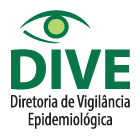 DIVE
Diretoria de Vigilância
Epidemiológica